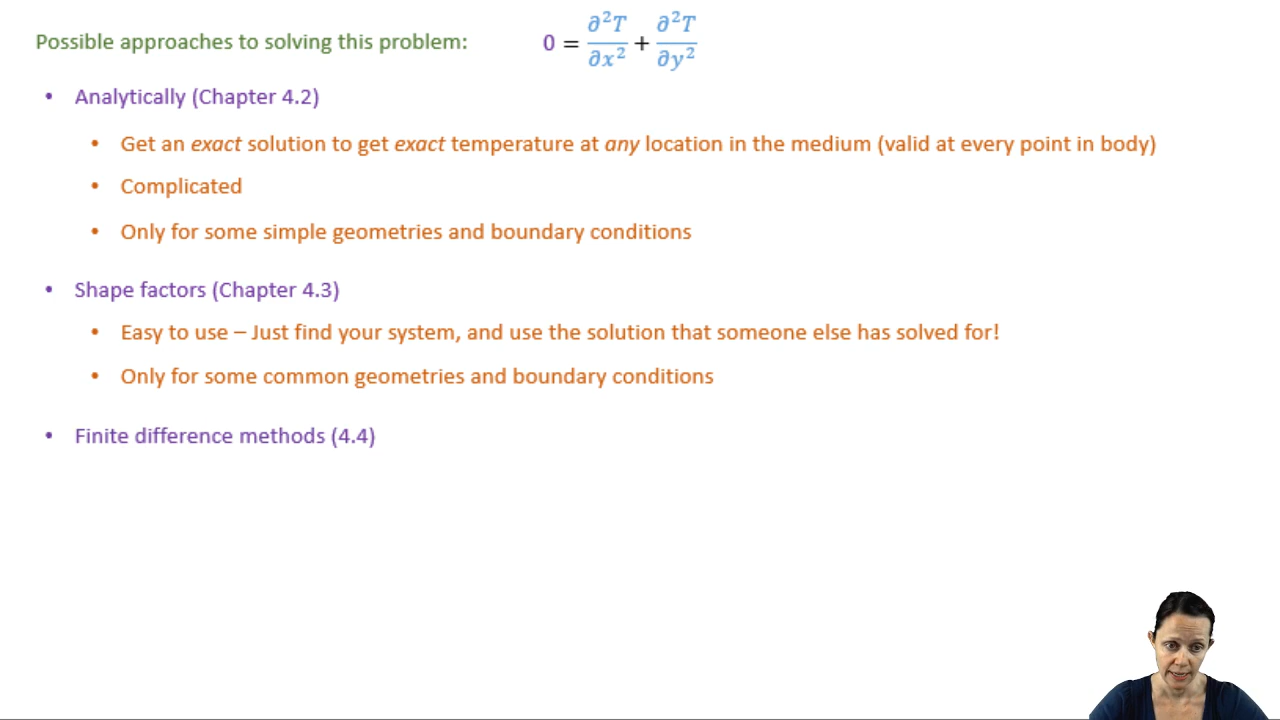 Possible approaches to solving this problem: 0 = ∂²T/∂x² + ∂²T/∂y²
• Analytically (Chapter 4.2)
• Get an exact solution to get exact temperature at any location in the medium (valid at every point in body)
• Complicated
• Only for some simple geometries and boundary conditions
• Shape factors (Chapter 4.3)
• Easy to use – Just find your system, and use the solution that someone else has solved for!
• Only for some common geometries and boundary conditions
• Finite difference methods (4.4)